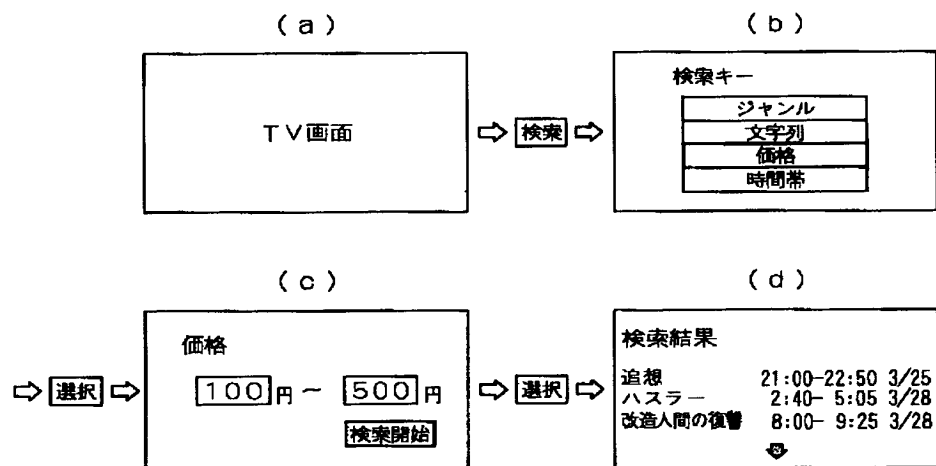 (a)
TV画面
検索
(b)
検索キー
ジャンル
文字列
価格
時間帯
選択
(c)
価格
100円～500円
検索開始
選択
(d)
検索結果
追想 21:00-22:50 3/25
ハスラー 2:40- 5:05 3/28
改造人間の復讐 8:00- 9:25 3/28